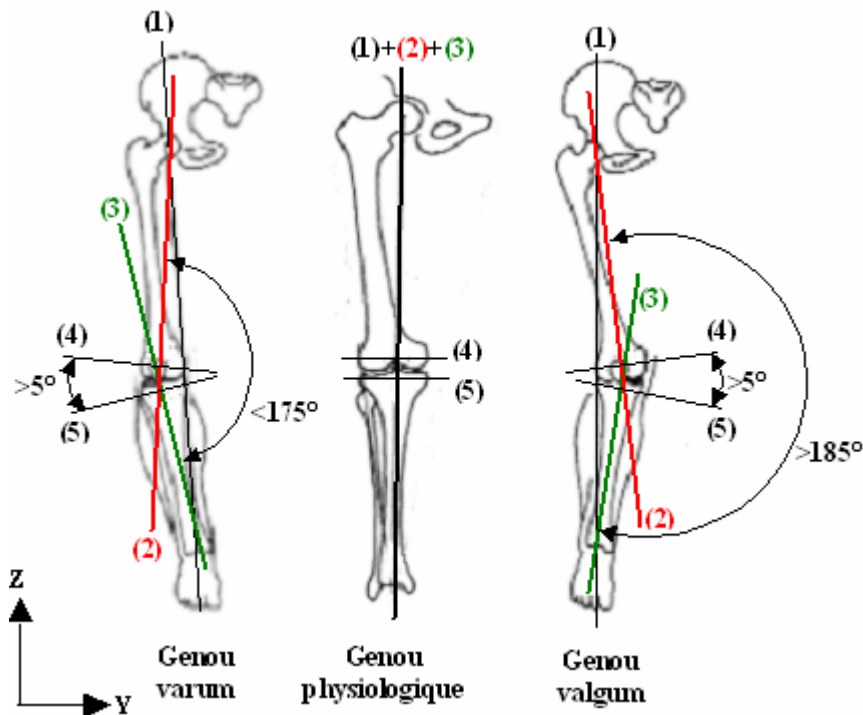 (1)
(1)+(2)+(3)
(1)
(3)
(3)
(4)
(4)
(4)
>5°
>5°
(5)
(5)
(5)
<175°
>185°
(2)
(2)
Z
Y
Genou
varum
Genou
physiologique
Genou
valgum